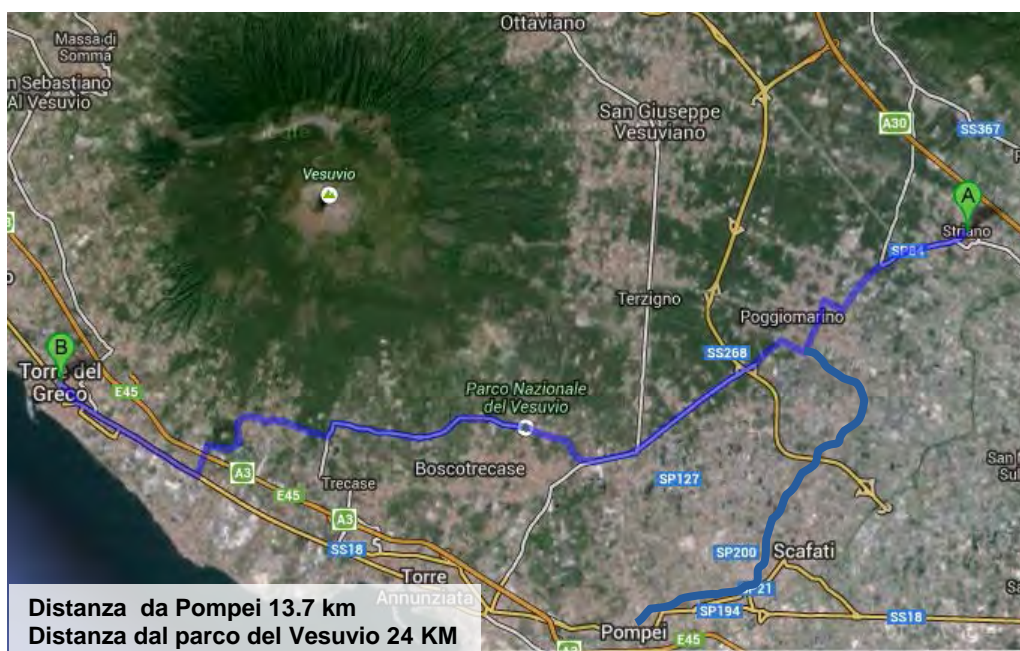 Ottaviano
Massa di
Somma
n Sebastiano
Al Vesuvio
San Giuseppe
Vesuviano
A30
SS367
Vesuvio
A
Striano
SP84
Terzigno
Poggiomarino
B
Torre del
Greco
SS268
E45
Parco Nazionale
del Vesuvio
Boscotrecase
A3
SP127
Trecase
E45
A3
SS18
SP200
Scafati
Torre
Annunziata
SP21
SP194
SS18
Pompei
E45
A3
Distanza da Pompei 13.7 km
Distanza dal parco del Vesuvio 24 KM